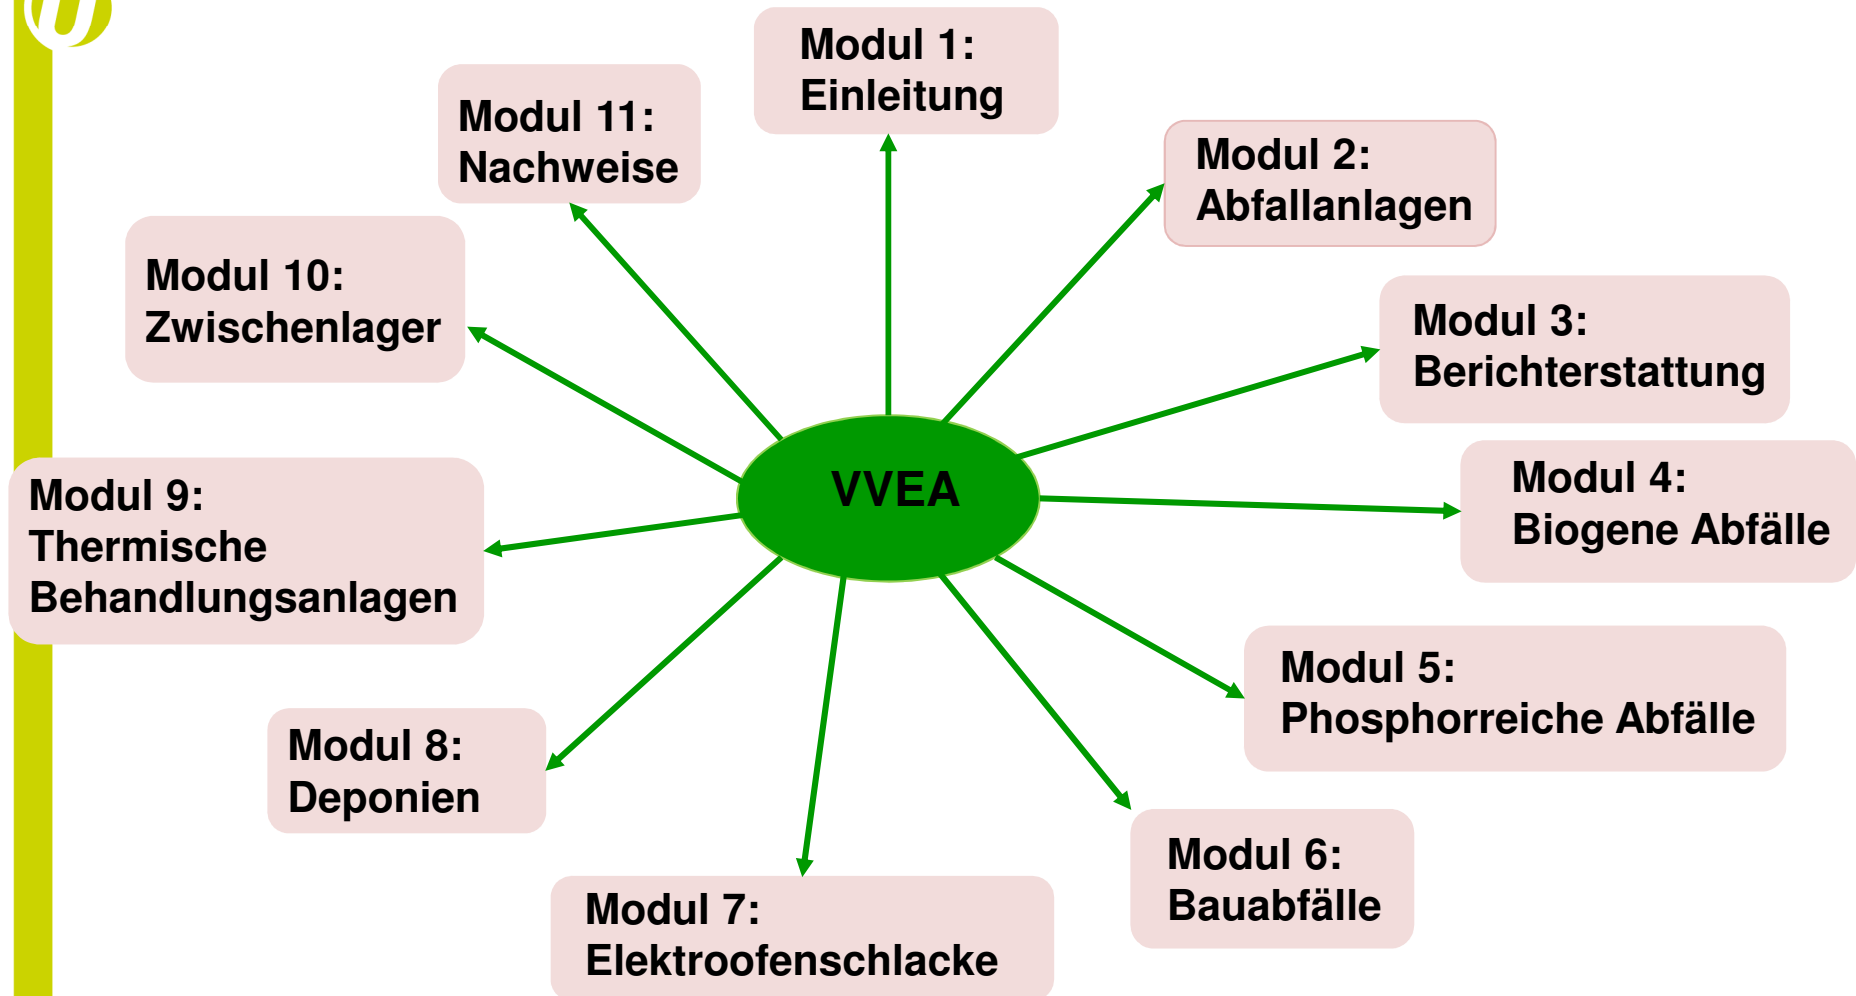 Modul 1:
Einleitung
Modul 2:
Abfallanlagen
Modul 3:
Berichterstattung
Modul 4:
Biogene Abfälle
Modul 5:
Phosphorreiche Abfälle
Modul 6:
Bauabfälle
Modul 7:
Elektroofenschlacke
Modul 8:
Deponien
Modul 9:
Thermische
Behandlungsanlagen
Modul 10:
Zwischenlager
Modul 11:
Nachweise
VVEA